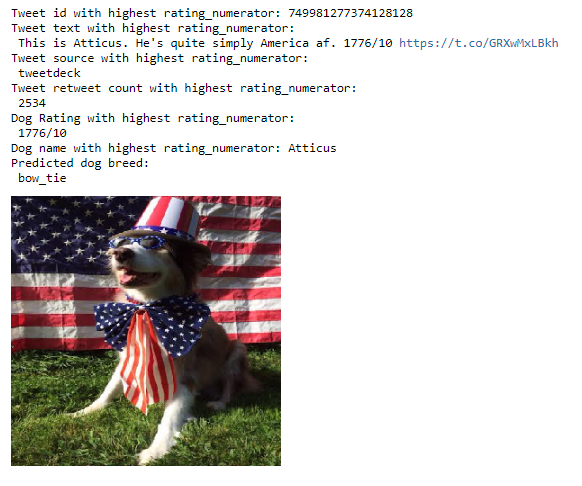 Tweet id with highest rating_numerator: 749981277374128128
Tweet text with highest rating_numerator:
This is Atticus. He's quite simply America af. 1776/10 https://t.co/GRXwMxLBkh
Tweet source with highest rating_numerator:
tweetdeck
Tweet retweet count with highest rating_numerator:
2534
Dog Rating with highest rating_numerator:
1776/10
Dog name with highest rating_numerator: Atticus
Predicted dog breed:
bow_tie